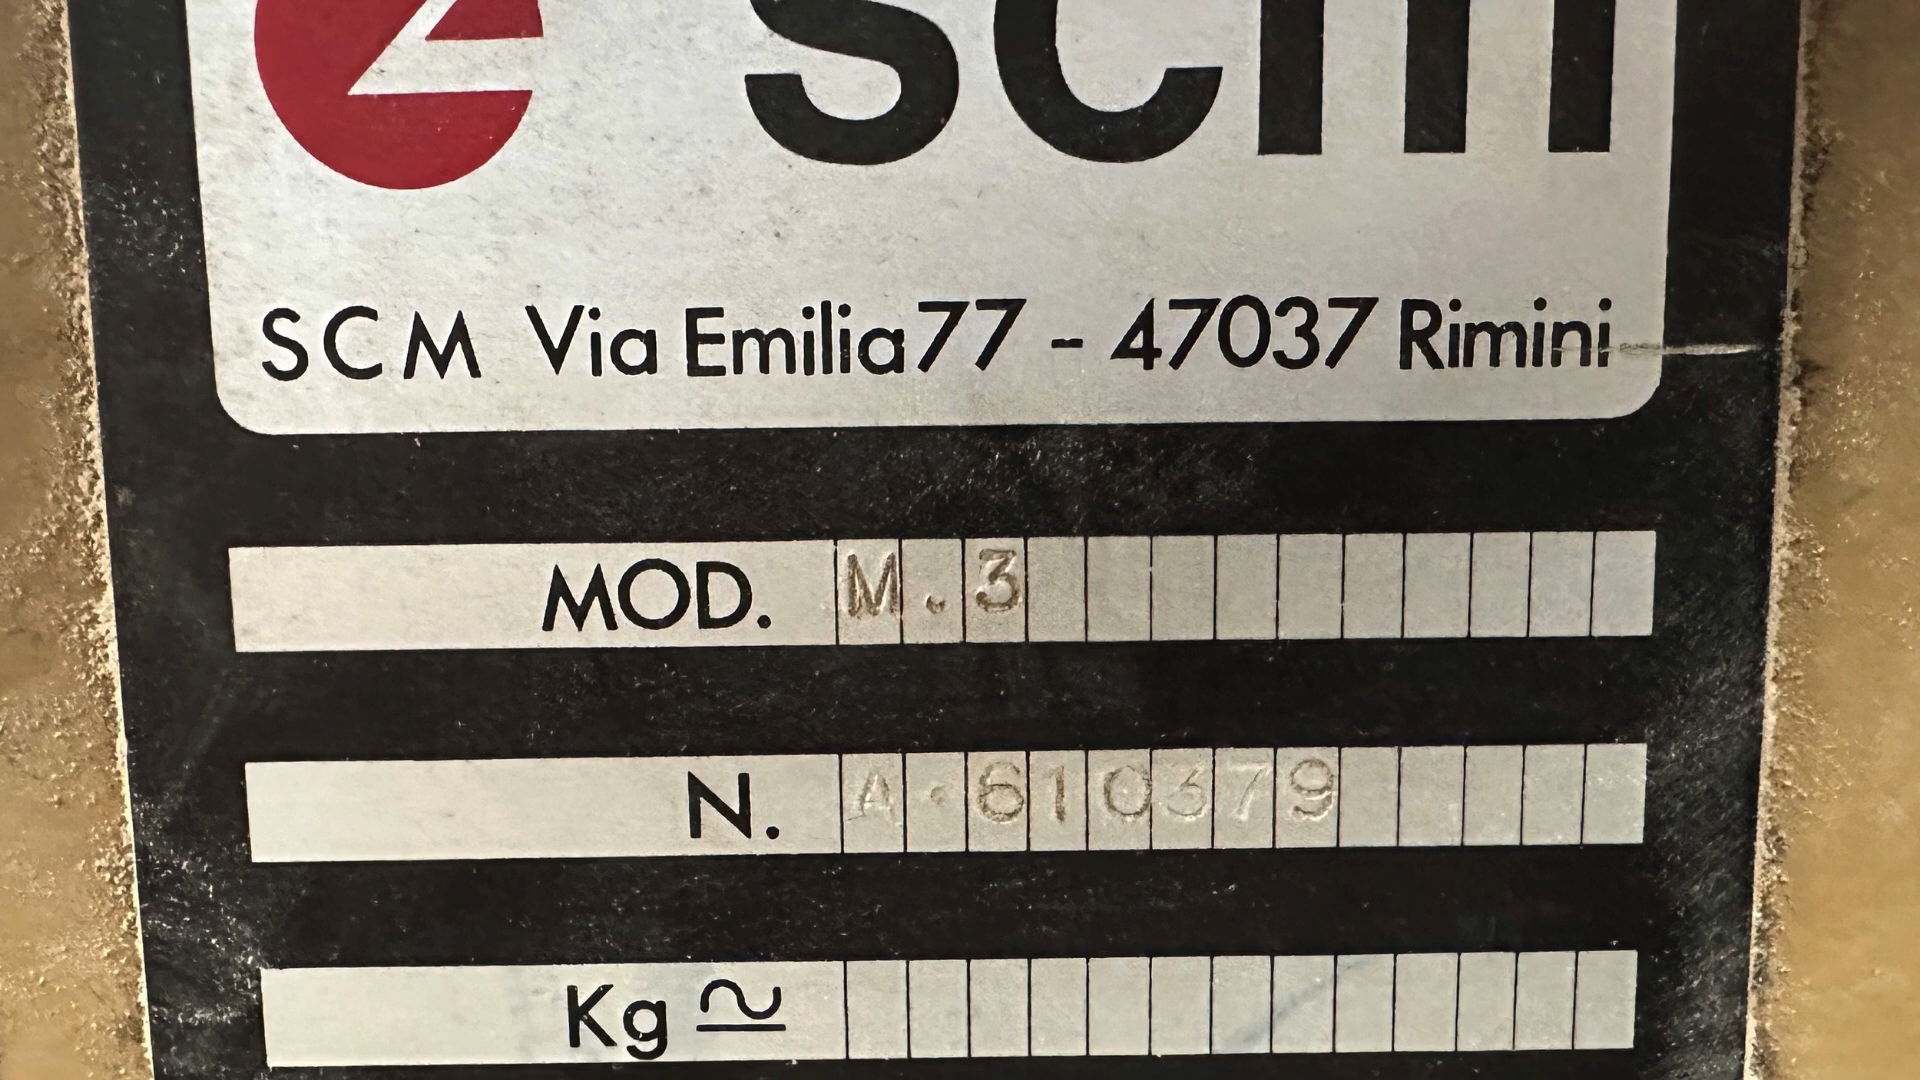 scm
SCM Via Emilia 77 - 47037 Rimini
MOD. M.3
N. A.610379
Kg ≃